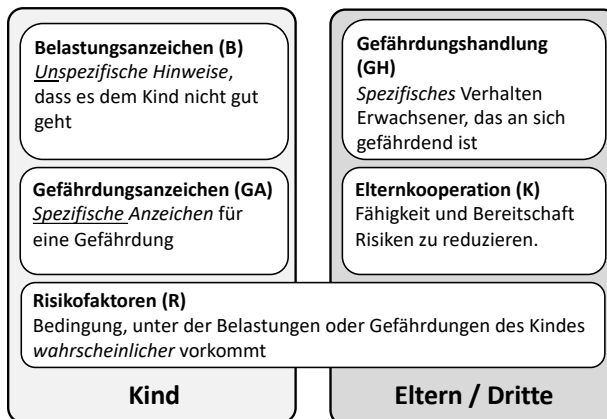 Belastungsanzeichen (B)
Unspezifische Hinweise,
dass es dem Kind nicht gut
geht
Gefährdungsanzeichen (GA)
Spezifische Anzeichen für
eine Gefährdung
Gefährdungshandlung
(GH)
Spezifisches Verhalten
Erwachsener, das an sich
gefährdend ist
Elternkooperation (K)
Fähigkeit und Bereitschaft
Risiken zu reduzieren.
Risikofaktoren (R)
Bedingung, unter der Belastungen oder Gefährdungen des Kindes
wahrscheinlicher vorkommt
Kind
Eltern / Dritte